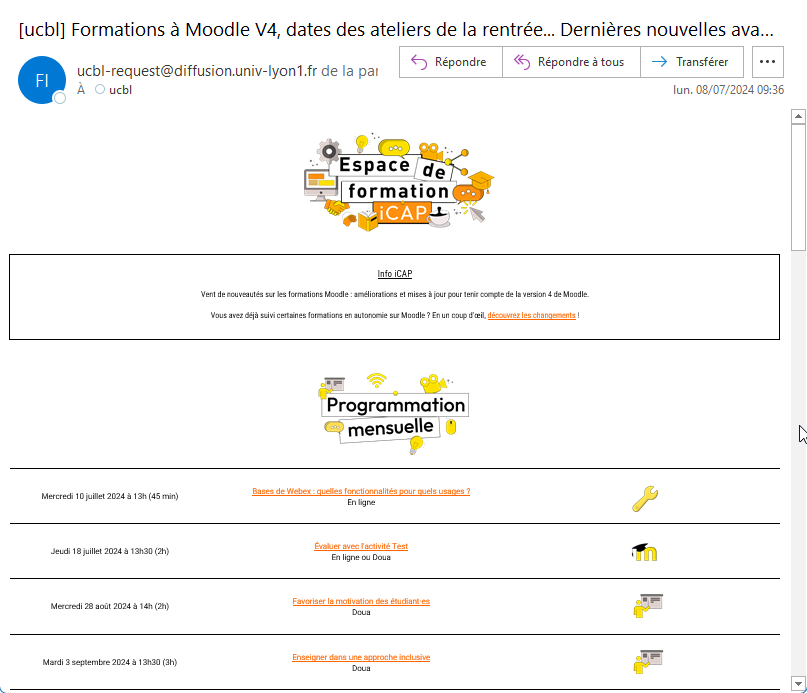 [ucbl] Formations à Moodle V4, dates des ateliers de la rentrée... Dernières nouvelles ava...
FI
ucbl-request@diffusion.univ-lyon1.fr de la par
Répondre
Répondre à tous
Transférer
À ucbl
lun. 08/07/2024 09:36
Espace de
formation
iCAP
Info iCAP
Vent de nouveautés sur les formations Moodle : améliorations et mises à jour pour tenir compte de la version 4 de Moodle.
Vous avez déjà suivi certaines formations en autonomie sur Moodle ? En un coup d'œil, découvrez les changements !
Programmation
mensuelle
Mercredi 10 juillet 2024 à 13h (45 min)
Bases de Webex : quelles fonctionnalités pour quels usages ?
En ligne
Jeudi 18 juillet 2024 à 13h30 (2h)
Évaluer avec l'activité Test
En ligne ou Doua
Mercredi 28 août 2024 à 14h (2h)
Favoriser la motivation des étudiant·es
Doua
Mardi 3 septembre 2024 à 13h30 (3h)
Enseigner dans une approche inclusive
Doua